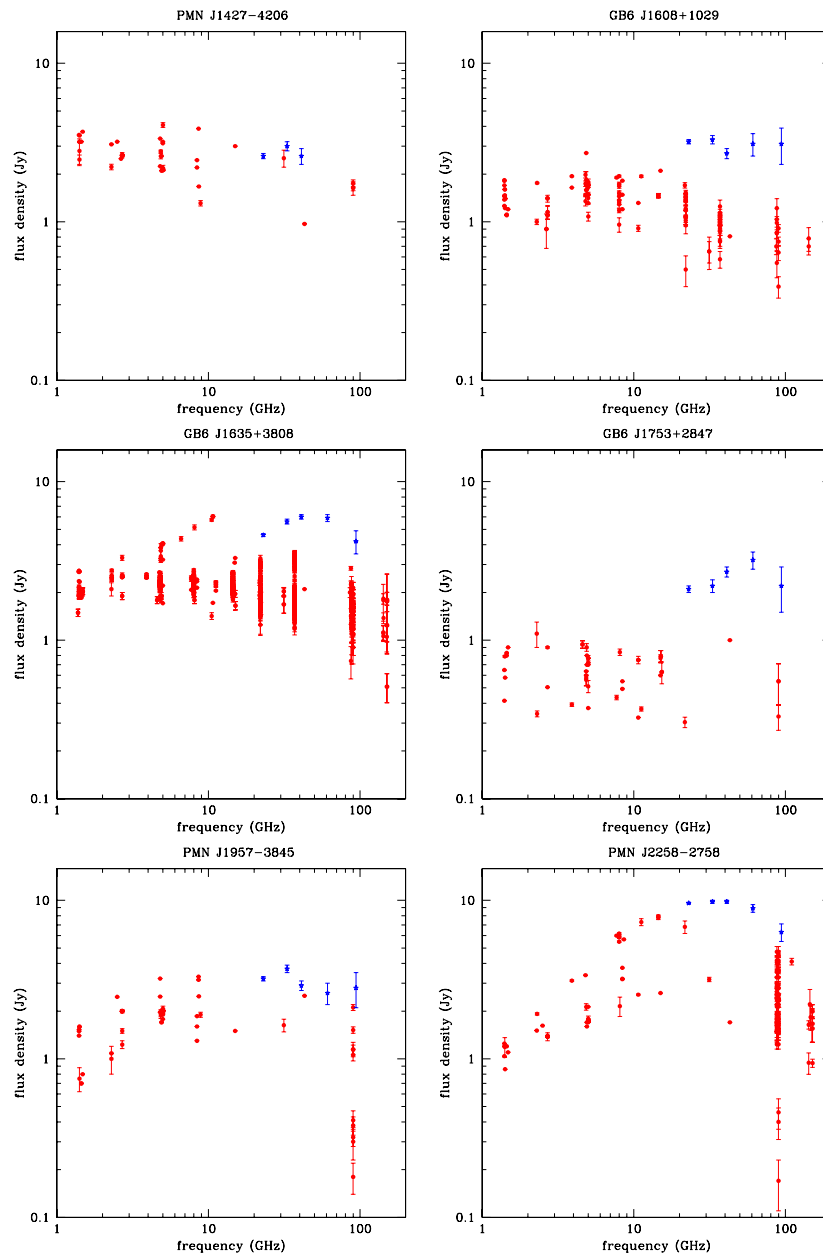 PMN J1427−4206
flux density (Jy)
10
1
0.1
1
10
100
frequency (GHz)
GB6 J1608+1029
flux density (Jy)
10
1
0.1
1
10
100
frequency (GHz)
GB6 J1635+3808
flux density (Jy)
10
1
0.1
1
10
100
frequency (GHz)
GB6 J1753+2847
flux density (Jy)
10
1
0.1
1
10
100
frequency (GHz)
PMN J1957−3845
flux density (Jy)
10
1
0.1
1
10
100
frequency (GHz)
PMN J2258−2758
flux density (Jy)
10
1
0.1
1
10
100
frequency (GHz)